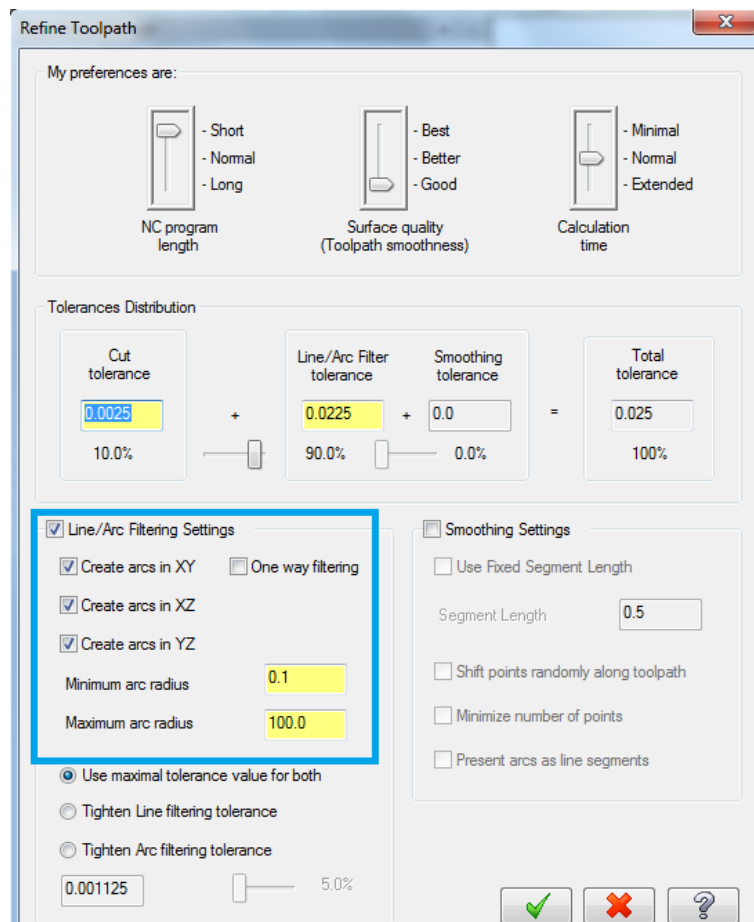 Refine Toolpath
My preferences are:
- Short
- Normal
- Long
NC program
length
- Best
- Better
- Good
Surface quality
(Toolpath smoothness)
- Minimal
- Normal
- Extended
Calculation
time
Tolerances Distribution
Cut
tolerance
0.0025
10.0%
+
Line/Arc Filter
tolerance
0.0225
90.0%
+
Smoothing
tolerance
0.0
0.0%
=
Total
tolerance
0.025
100%
Line/Arc Filtering Settings
Create arcs in XY
One way filtering
Create arcs in XZ
Create arcs in YZ
Minimum arc radius
0.1
Maximum arc radius
100.0
Use maximal tolerance value for both
Tighten Line filtering tolerance
Tighten Arc filtering tolerance
0.001125
5.0%
Smoothing Settings
Use Fixed Segment Length
Segment Length
0.5
Shift points randomly along toolpath
Minimize number of points
Present arcs as line segments
?